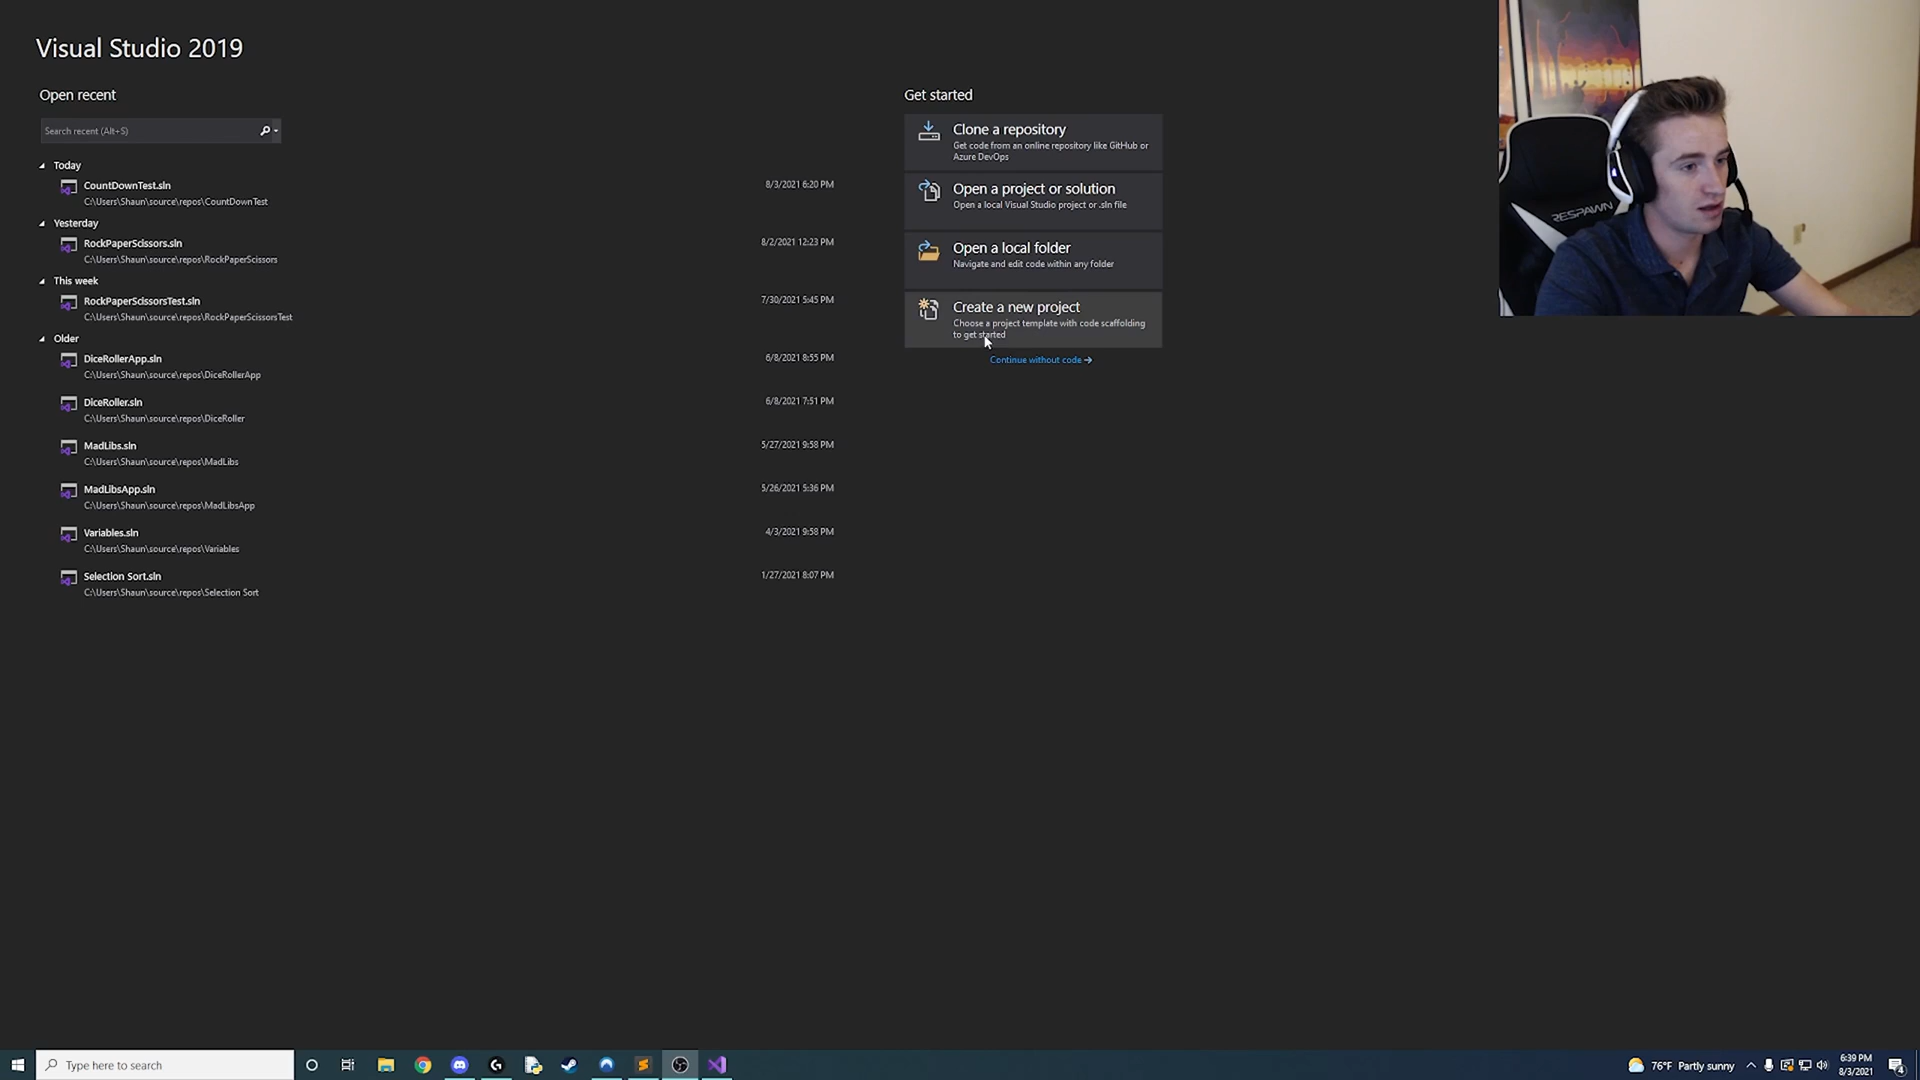 Visual Studio 2019
Open recent
Search recent (Alt+S)
Today
CountDownTest.sln
8/3/2021 6:20 PM
C:\Users\Shaun\source\repos\CountDownTest
Yesterday
RockPaperScissors.sln
8/2/2021 12:23 PM
C:\Users\Shaun\source\repos\RockPaperScissors
This week
RockPaperScissorsTest.sln
7/30/2021 5:45 PM
C:\Users\Shaun\source\repos\RockPaperScissorsTest
Older
DiceRollerApp.sln
6/8/2021 8:55 PM
C:\Users\Shaun\source\repos\DiceRollerApp
DiceRoller.sln
6/8/2021 7:51 PM
C:\Users\Shaun\source\repos\DiceRoller
MadLibs.sln
5/27/2021 9:58 PM
C:\Users\Shaun\source\repos\MadLibs
MadLibsApp.sln
5/26/2021 5:36 PM
C:\Users\Shaun\source\repos\MadLibsApp
Variables.sln
4/3/2021 9:58 PM
C:\Users\Shaun\source\repos\Variables
Selection Sort.sln
1/27/2021 8:07 PM
C:\Users\Shaun\source\repos\Selection Sort
Get started
Clone a repository
Get code from an online repository like GitHub or
Azure DevOps
Open a project or solution
Open a local Visual Studio project or .sln file
Open a local folder
Navigate and edit code within any folder
Create a new project
Choose a project template with code scaffolding
to get started
Continue without code →
RESPAWN
Type here to search
76°F Partly sunny
6:39 PM
8/3/2021
4